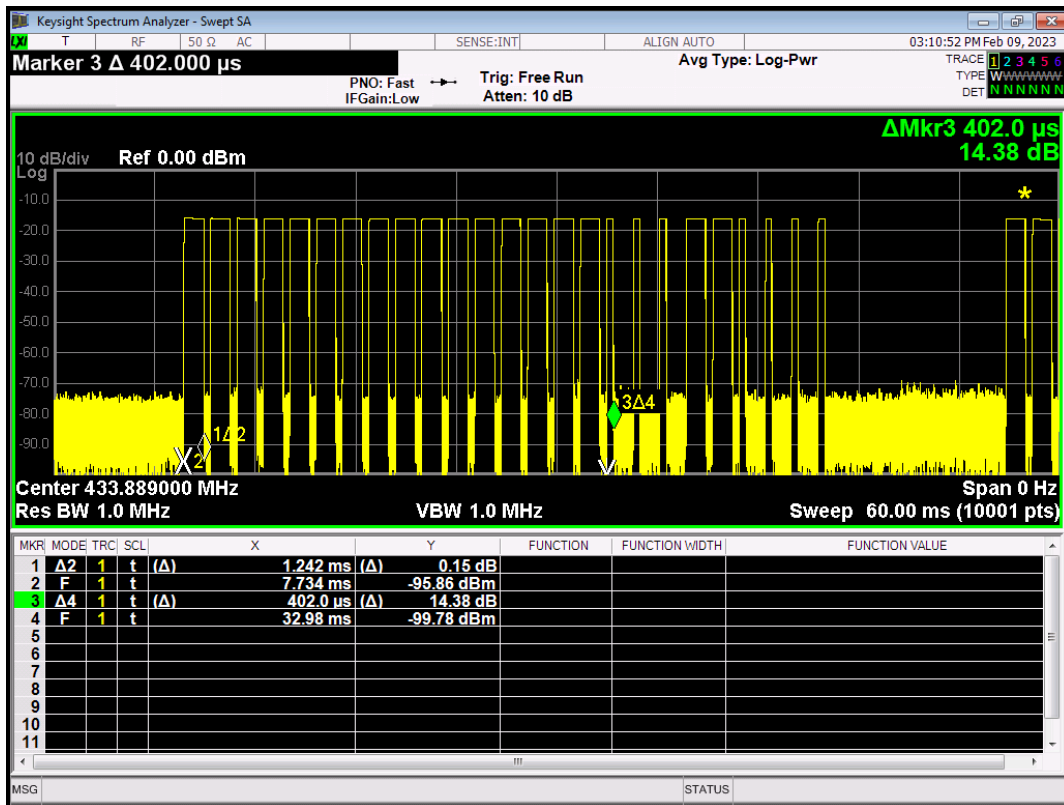 Keysight Spectrum Analyzer - Swept SA
LXI T RF 50 Ω AC SENSE:INT ALIGN AUTO 03:10:52 PM Feb 09, 2023
Marker 3 Δ 402.000 µs
PNO: Fast
IFGain:Low
Trig: Free Run
Atten: 10 dB
Avg Type: Log-Pwr
TRACE 1 2 3 4 5 6
TYPE WWWWWW
DET N N N N N N
ΔMkr3 402.0 µs
14.38 dB
10 dB/div Ref 0.00 dBm
Log
-10.0
-20.0
-30.0
-40.0
-50.0
-60.0
-70.0
-80.0
-90.0
*
X2
1Δ2
3Δ4
Center 433.889000 MHz Span 0 Hz
Res BW 1.0 MHz VBW 1.0 MHz Sweep 60.00 ms (10001 pts)
MKR MODE TRC SCL X Y FUNCTION FUNCTION WIDTH FUNCTION VALUE
1 Δ2 1 t (Δ) 1.242 ms (Δ) 0.15 dB
2 F 1 t 7.734 ms -95.86 dBm
3 Δ4 1 t (Δ) 402.0 µs (Δ) 14.38 dB
4 F 1 t 32.98 ms -99.78 dBm
5
6
7
8
9
10
11
MSG STATUS